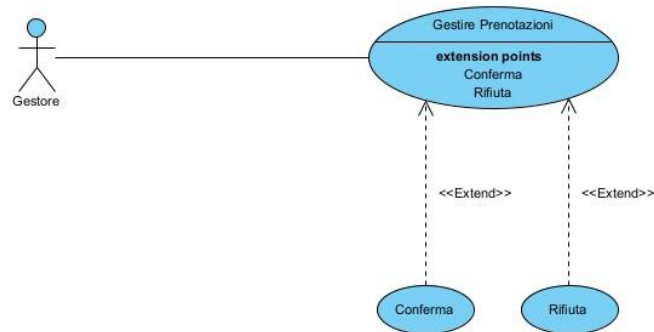 Gestire Prenotazioni
extension points
Conferma
Rifiuta
Gestore
<<Extend>>
<<Extend>>
Conferma
Rifiuta